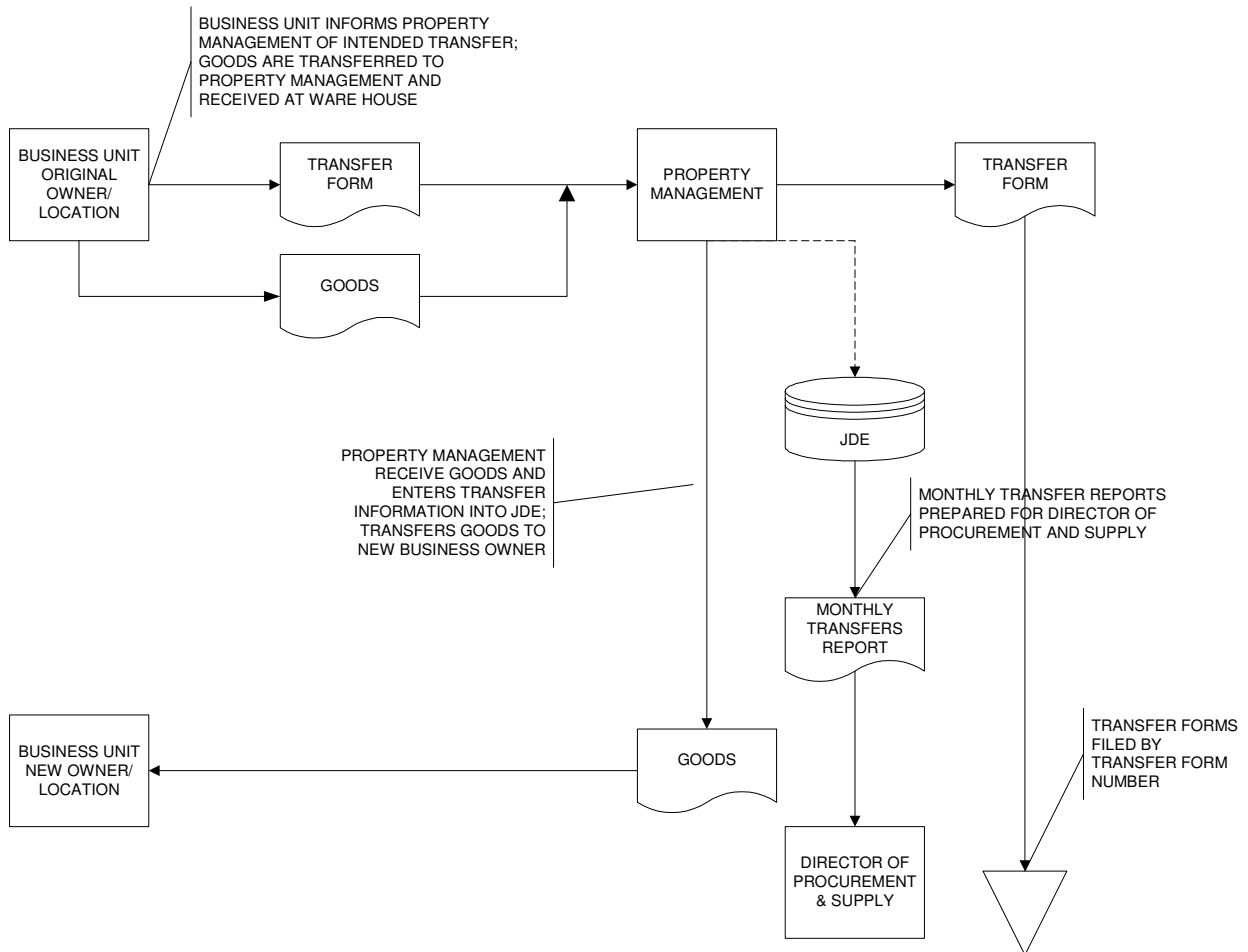 BUSINESS UNIT INFORMS PROPERTY
MANAGEMENT OF INTENDED TRANSFER;
GOODS ARE TRANSFERRED TO
PROPERTY MANAGEMENT AND
RECEIVED AT WARE HOUSE
BUSINESS UNIT
ORIGINAL
OWNER/
LOCATION
TRANSFER
FORM
PROPERTY
MANAGEMENT
TRANSFER
FORM
GOODS
JDE
PROPERTY MANAGEMENT
RECEIVE GOODS AND
ENTERS TRANSFER
INFORMATION INTO JDE;
TRANSFERS GOODS TO
NEW BUSINESS OWNER
MONTHLY TRANSFER REPORTS
PREPARED FOR DIRECTOR OF
PROCUREMENT AND SUPPLY
MONTHLY
TRANSFERS
REPORT
BUSINESS UNIT
NEW OWNER/
LOCATION
GOODS
TRANSFER FORMS
FILED BY
TRANSFER FORM
NUMBER
DIRECTOR OF
PROCUREMENT
& SUPPLY